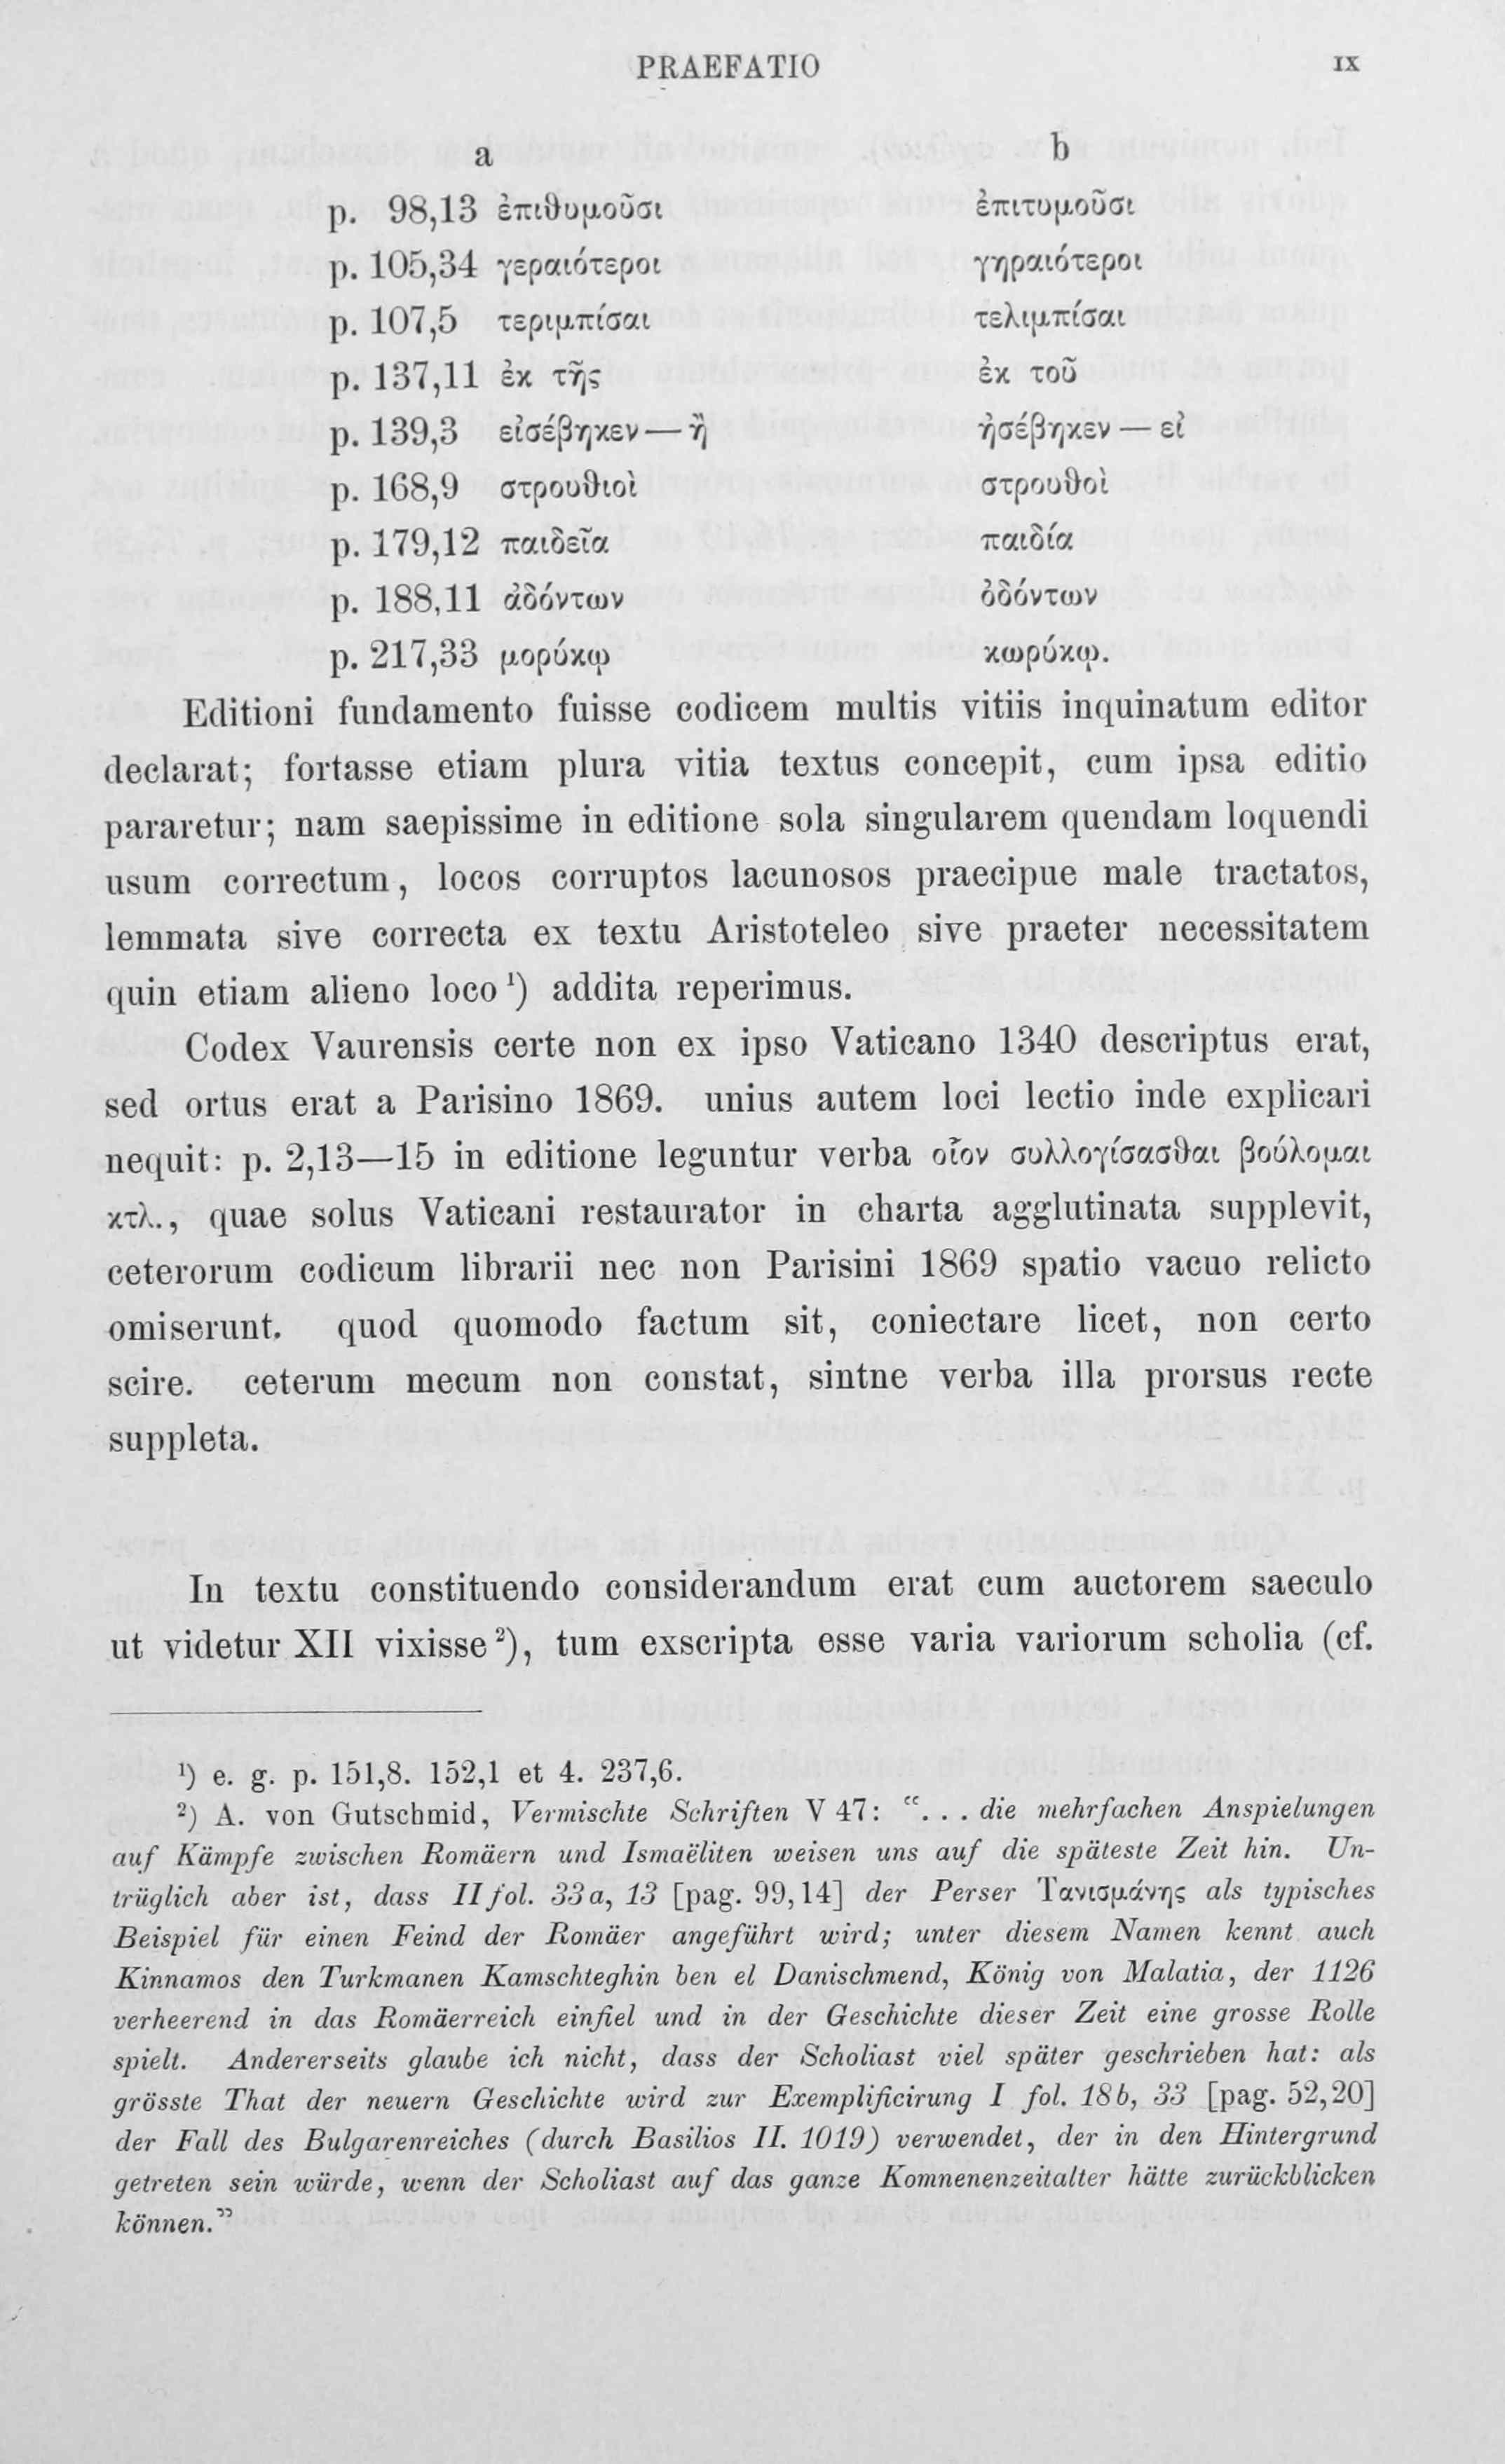 PRAEFATIO IX
a b
p. 98,13 ἐπιθυμοῦσι ἐπιτυμοῦσι
p. 105,34 γεραιότεροι γηραιότεροι
p. 107,5 τεριμπίσαι τελιμπίσαι
p. 137,11 ἐκ τῆς ἐκ τοῦ
p. 139,3 εἰσέβηκεν — ἢ ἠσέβηκεν — εἰ
p. 168,9 στρουθιοὶ στρουθοὶ
p. 179,12 παιδεῖα παιδία
p. 188,11 ἀδόντων ὀδόντων
p. 217,33 μορύκῳ κωρύκῳ.
Editioni fundamento fuisse codicem multis vitiis inquinatum editor
declarat; fortasse etiam plura vitia textus concepit, cum ipsa editio
pararetur; nam saepissime in editione sola singularem quendam loquendi
usum correctum, locos corruptos lacunosos praecipue male tractatos,
lemmata sive correcta ex textu Aristoteleo sive praeter necessitatem
quin etiam alieno loco ¹) addita reperimus.
Codex Vaurensis certe non ex ipso Vaticano 1340 descriptus erat,
sed ortus erat a Parisino 1869. unius autem loci lectio inde explicari
nequit: p. 2,13—15 in editione leguntur verba οἷον συλλογίσασθαι βούλομαι
κτλ., quae solus Vaticani restaurator in charta agglutinata supplevit,
ceterorum codicum librarii nec non Parisini 1869 spatio vacuo relicto
omiserunt. quod quomodo factum sit, coniectare licet, non certo
scire. ceterum mecum non constat, sintne verba illa prorsus recte
suppleta.
In textu constituendo considerandum erat cum auctorem saeculo
ut videtur XII vixisse ²), tum exscripta esse varia variorum scholia (cf.
¹) e. g. p. 151,8. 152,1 et 4. 237,6.
²) A. von Gutschmid, Vermischte Schriften V 47: “. . . die mehrfachen Anspielungen
auf Kämpfe zwischen Romäern und Ismaëliten weisen uns auf die späteste Zeit hin. Un-
trüglich aber ist, dass II fol. 33a, 13 [pag. 99,14] der Perser Τανισμάνης als typisches
Beispiel für einen Feind der Romäer angeführt wird; unter diesem Namen kennt auch
Kinnamos den Turkmanen Kamschteghin ben el Danischmend, König von Malatia, der 1126
verheerend in das Romäerreich einfiel und in der Geschichte dieser Zeit eine grosse Rolle
spielt. Andererseits glaube ich nicht, dass der Scholiast viel später geschrieben hat: als
grösste That der neuern Geschichte wird zur Exemplificirung I fol. 18b, 33 [pag. 52,20]
der Fall des Bulgarenreiches (durch Basilios II. 1019) verwendet, der in den Hintergrund
getreten sein würde, wenn der Scholiast auf das ganze Komnenenzeitalter hätte zurückblicken
können.”